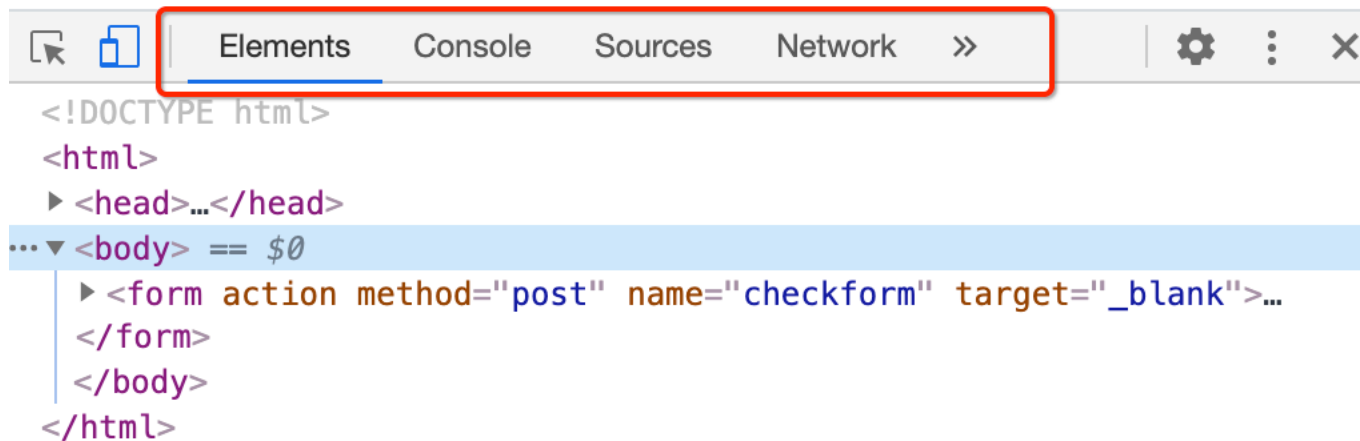 Elements Console Sources Network »
<!DOCTYPE html>
<html>
▶ <head>…</head>
… ▼ <body> == $0
▶ <form action method="post" name="checkform" target="_blank">…
</form>
</body>
</html>